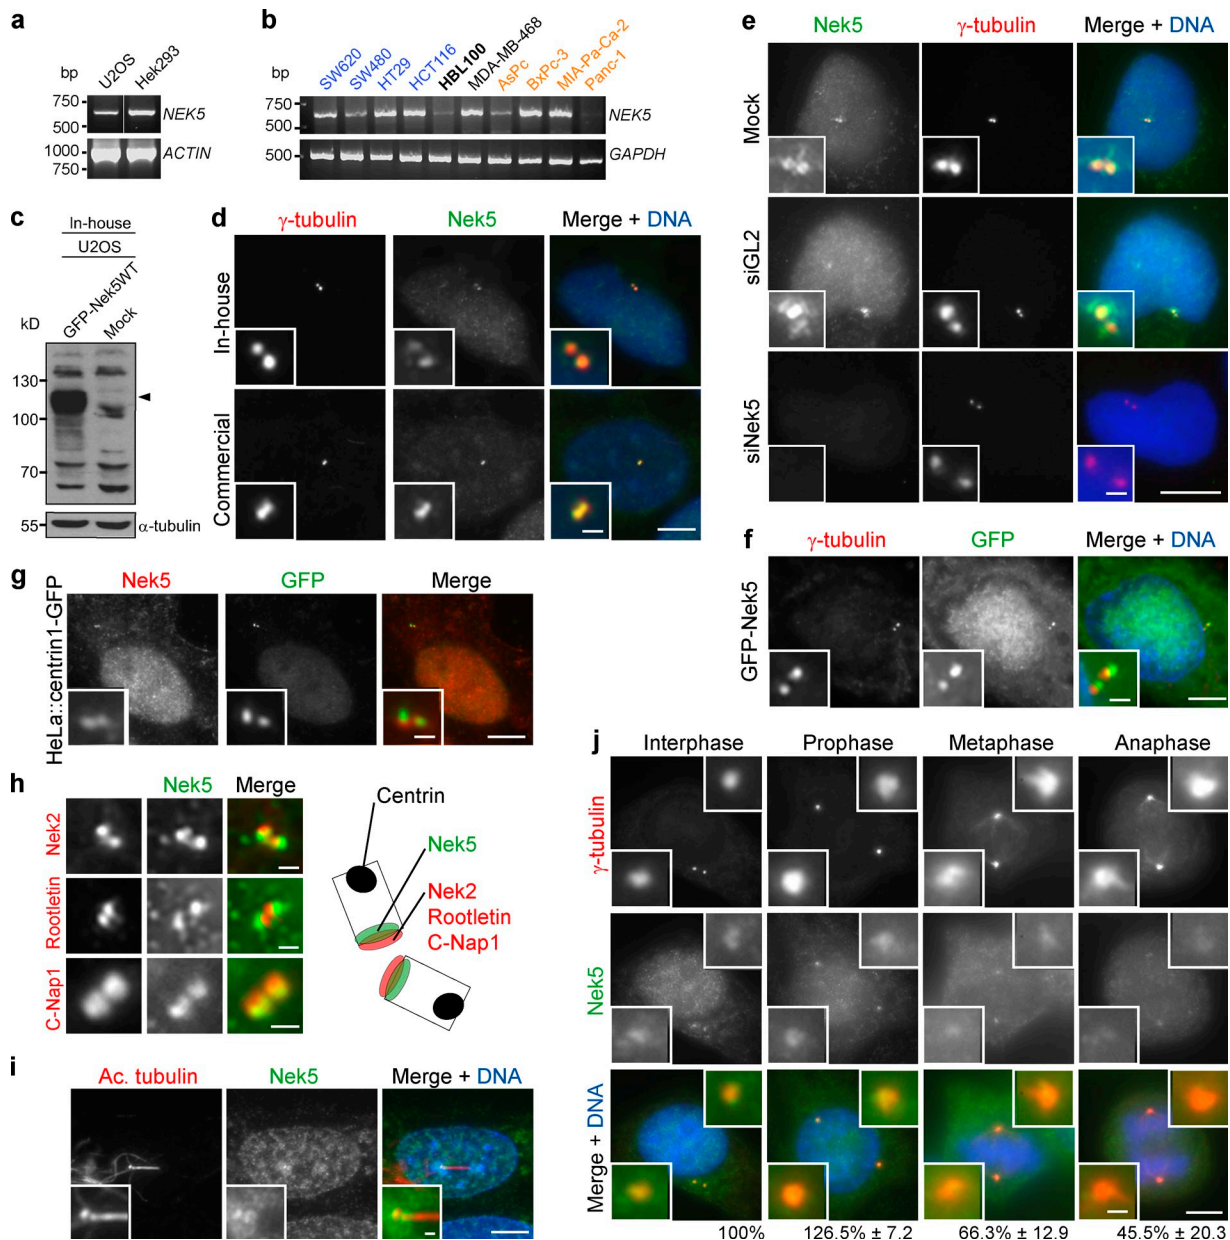 a
bp
U2OS
Hek293
750
500
NEK5
1000
750
ACTIN
b
bp
SW620
SW480
HT29
HCT116
HBL100
MDA-MB-468
AsPc
BxPc-3
MIA-Pa-Ca-2
Panc-1
750
500
NEK5
500
GAPDH
c
In-house
U2OS
kD
GFP-Nek5WT
Mock
130
100
70
55
α-tubulin
d
γ-tubulin
Nek5
Merge + DNA
In-house
Commercial
e
Nek5
γ-tubulin
Merge + DNA
Mock
siGL2
siNek5
f
γ-tubulin
GFP
Merge + DNA
GFP-Nek5
g
Nek5
GFP
Merge
HeLa::centrin1-GFP
h
Nek5
Merge
Nek2
Rootletin
C-Nap1
Centrin
Nek5
Nek2
Rootletin
C-Nap1
i
Ac. tubulin
Nek5
Merge + DNA
j
Interphase
Prophase
Metaphase
Anaphase
γ-tubulin
Nek5
Merge + DNA
100%
126.5% ± 7.2
66.3% ± 12.9
45.5% ± 20.3